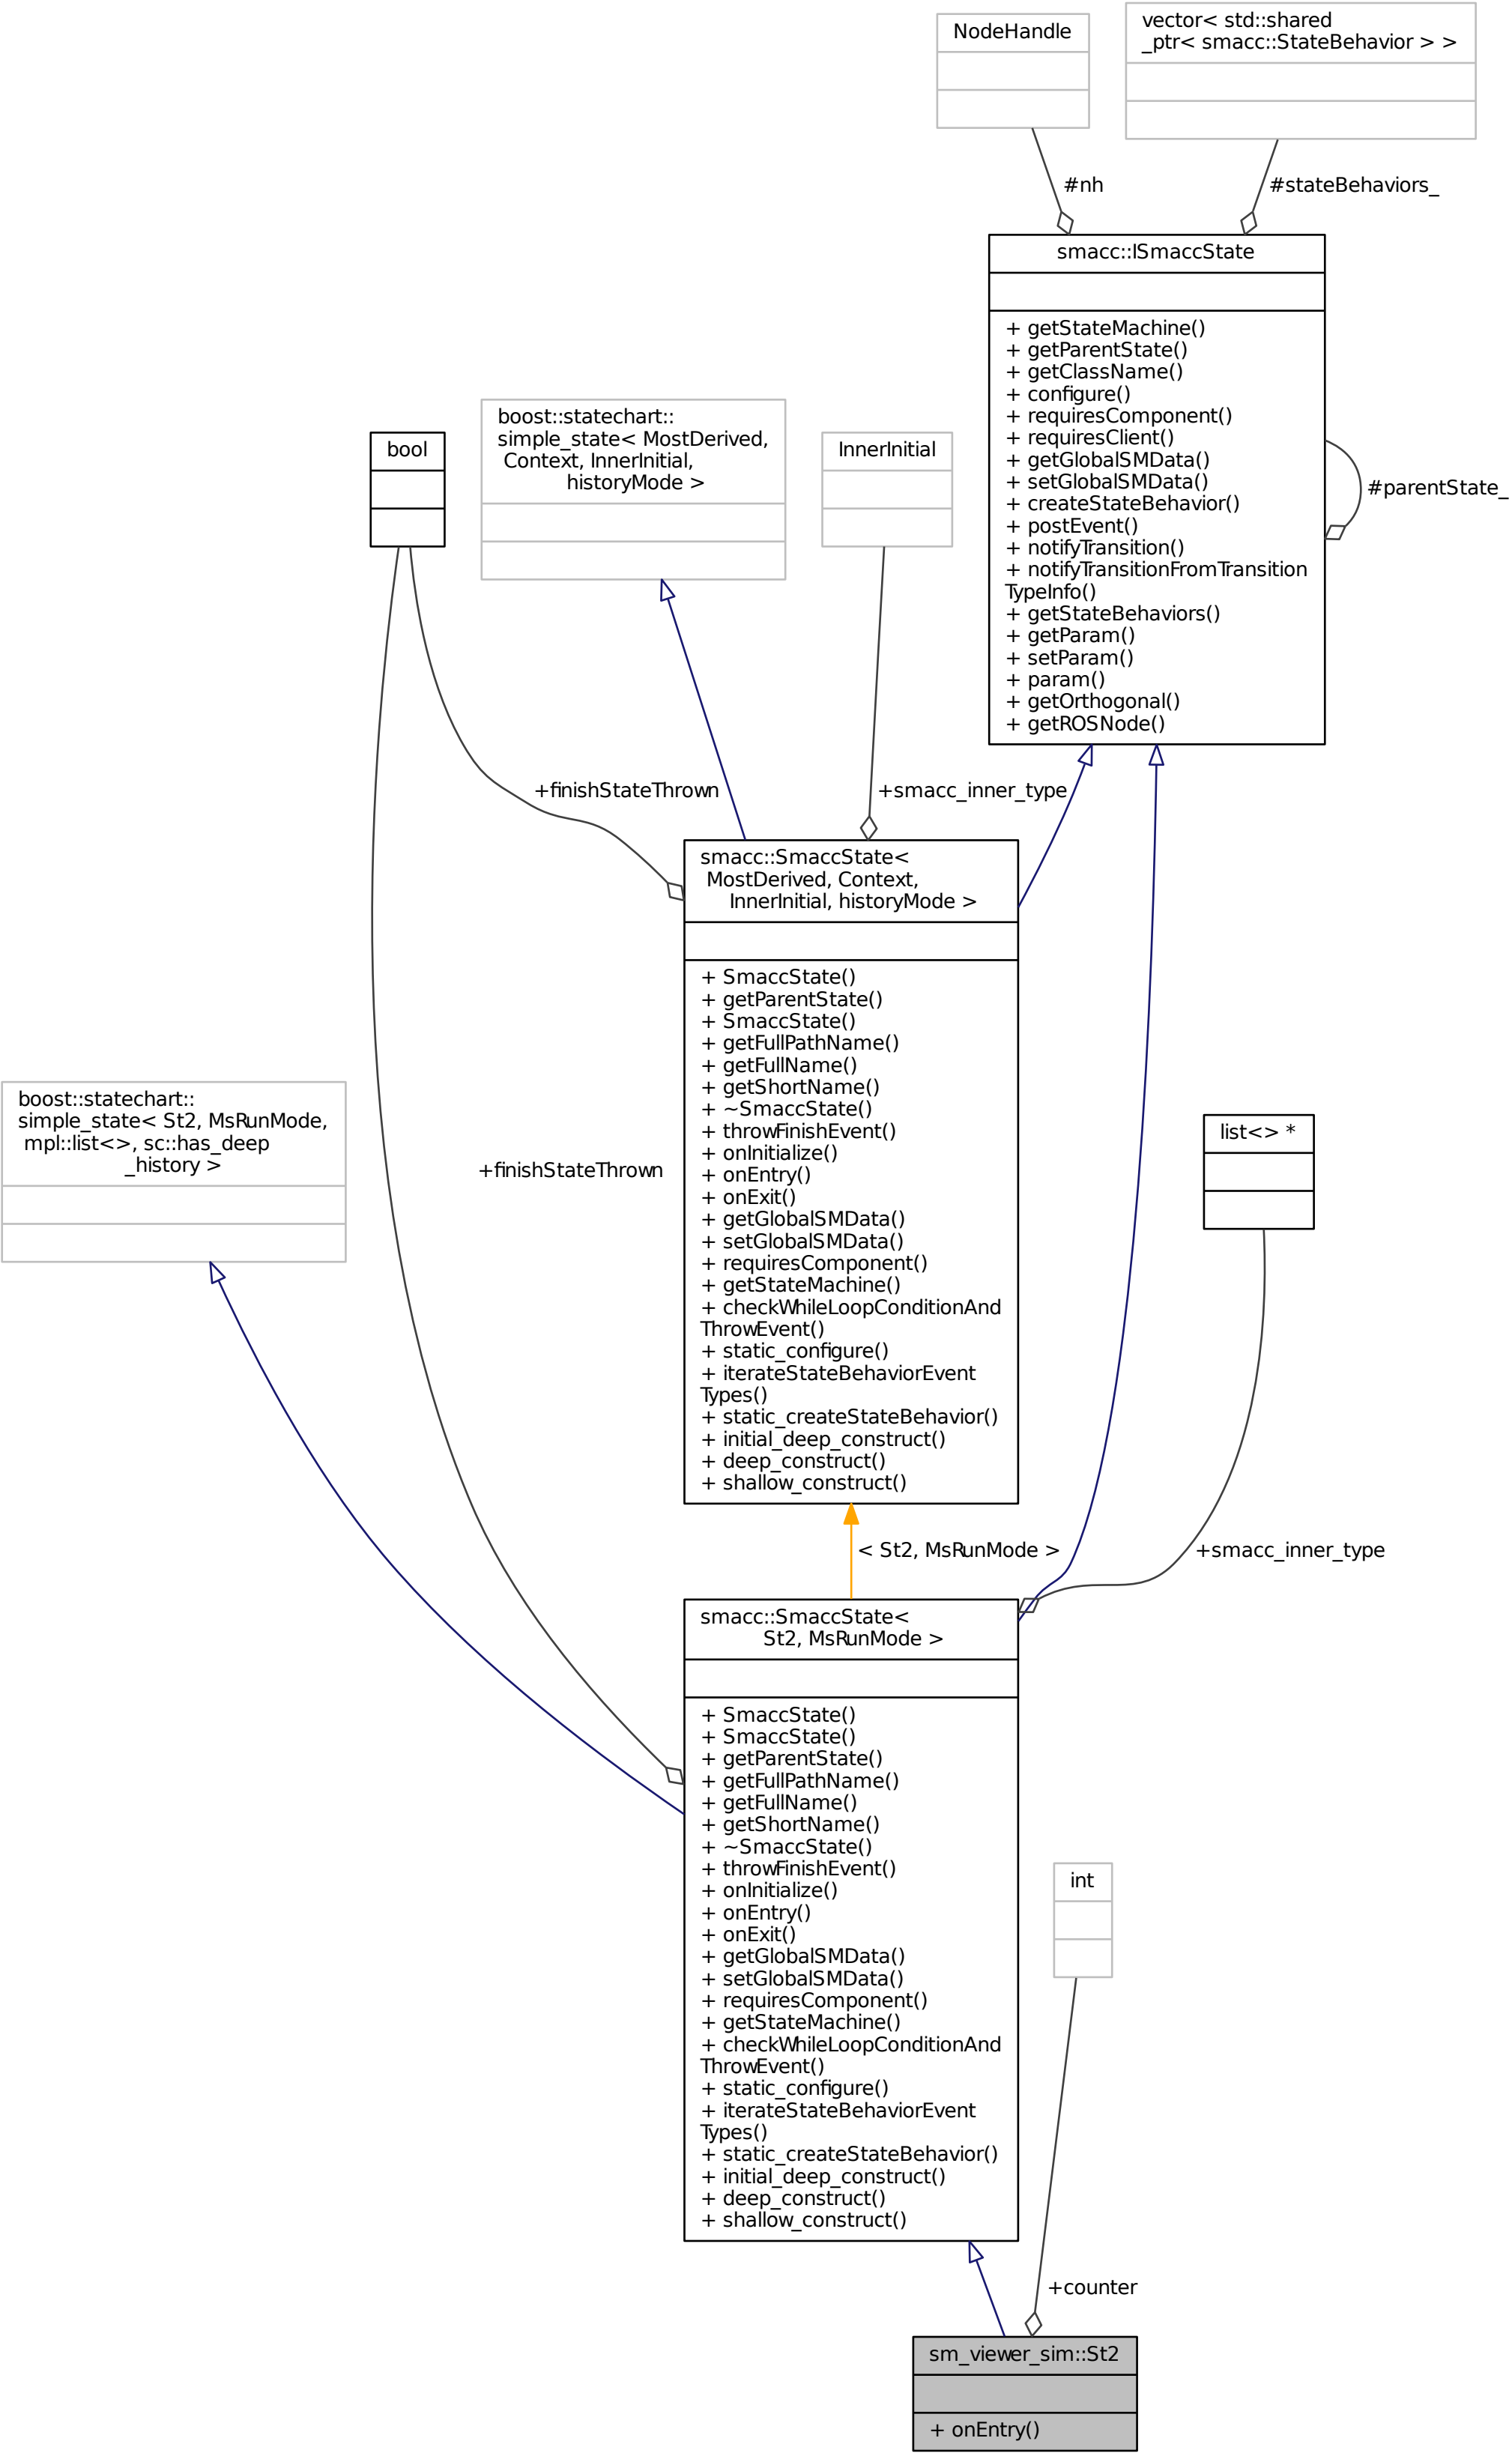 NodeHandle
vector< std::shared
_ptr< smacc::StateBehavior > >
#nh
#stateBehaviors_
smacc::ISmaccState
+ getStateMachine()
+ getParentState()
+ getClassName()
+ configure()
+ requiresComponent()
+ requiresClient()
+ getGlobalSMData()
+ setGlobalSMData()
+ createStateBehavior()
+ postEvent()
+ notifyTransition()
+ notifyTransitionFromTransition
TypeInfo()
+ getStateBehaviors()
+ getParam()
+ setParam()
+ param()
+ getOrthogonal()
+ getROSNode()
#parentState_
bool
boost::statechart::
simple_state< MostDerived,
Context, InnerInitial,
historyMode >
InnerInitial
+finishStateThrown
+smacc_inner_type
smacc::SmaccState<
MostDerived, Context,
InnerInitial, historyMode >
+ SmaccState()
+ getParentState()
+ SmaccState()
+ getFullPathName()
+ getFullName()
+ getShortName()
+ ~SmaccState()
+ throwFinishEvent()
+ onInitialize()
+ onEntry()
+ onExit()
+ getGlobalSMData()
+ setGlobalSMData()
+ requiresComponent()
+ getStateMachine()
+ checkWhileLoopConditionAnd
ThrowEvent()
+ static_configure()
+ iterateStateBehaviorEvent
Types()
+ static_createStateBehavior()
+ initial_deep_construct()
+ deep_construct()
+ shallow_construct()
boost::statechart::
simple_state< St2, MsRunMode,
mpl::list<>, sc::has_deep
_history >
+finishStateThrown
list<> *
< St2, MsRunMode >
+smacc_inner_type
smacc::SmaccState<
St2, MsRunMode >
+ SmaccState()
+ SmaccState()
+ getParentState()
+ getFullPathName()
+ getFullName()
+ getShortName()
+ ~SmaccState()
+ throwFinishEvent()
+ onInitialize()
+ onEntry()
+ onExit()
+ getGlobalSMData()
+ setGlobalSMData()
+ requiresComponent()
+ getStateMachine()
+ checkWhileLoopConditionAnd
ThrowEvent()
+ static_configure()
+ iterateStateBehaviorEvent
Types()
+ static_createStateBehavior()
+ initial_deep_construct()
+ deep_construct()
+ shallow_construct()
int
+counter
sm_viewer_sim::St2
+ onEntry()